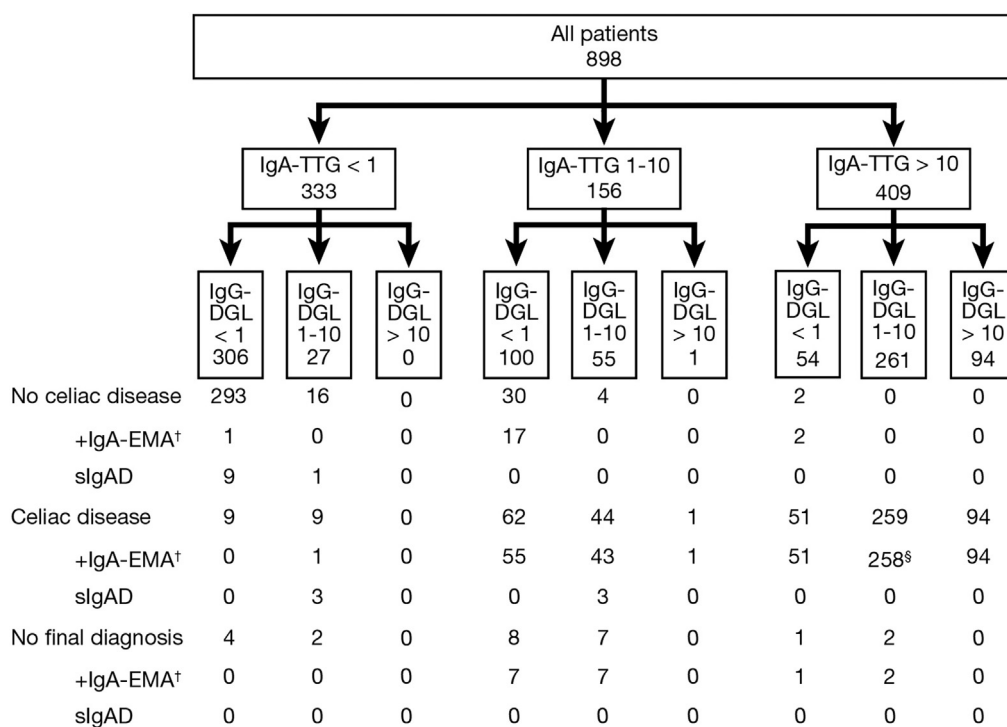 All patients
898
IgA-TTG < 1
333
IgA-TTG 1-10
156
IgA-TTG > 10
409
IgG-
DGL
< 1
306
IgG-
DGL
1-10
27
IgG-
DGL
> 10
0
IgG-
DGL
< 1
100
IgG-
DGL
1-10
55
IgG-
DGL
> 10
1
IgG-
DGL
< 1
54
IgG-
DGL
1-10
261
IgG-
DGL
> 10
94
No celiac disease 293 16 0 30 4 0 2 0 0
+IgA-EMA† 1 0 0 17 0 0 2 0 0
sIgAD 9 1 0 0 0 0 0 0 0
Celiac disease 9 9 0 62 44 1 51 259 94
+IgA-EMA† 0 1 0 55 43 1 51 258§ 94
sIgAD 0 3 0 0 3 0 0 0 0
No final diagnosis 4 2 0 8 7 0 1 2 0
+IgA-EMA† 0 0 0 7 7 0 1 2 0
sIgAD 0 0 0 0 0 0 0 0 0